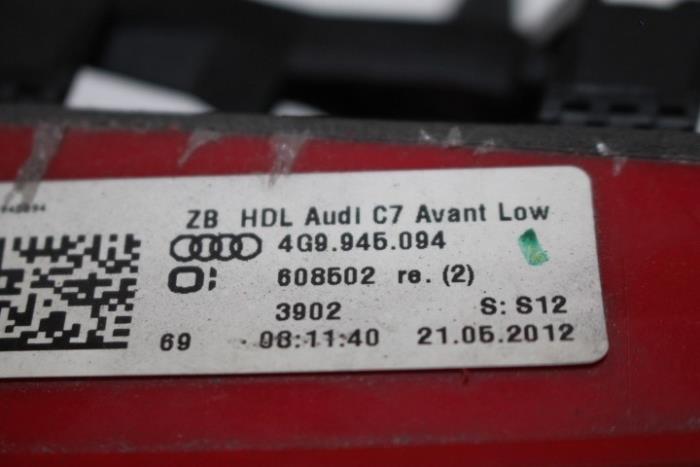 ZB HDL Audi C7 Avant Low
4G9.945.094
608502 re. (2)
3902 S: S12
69 08:11:40 21.05.2012